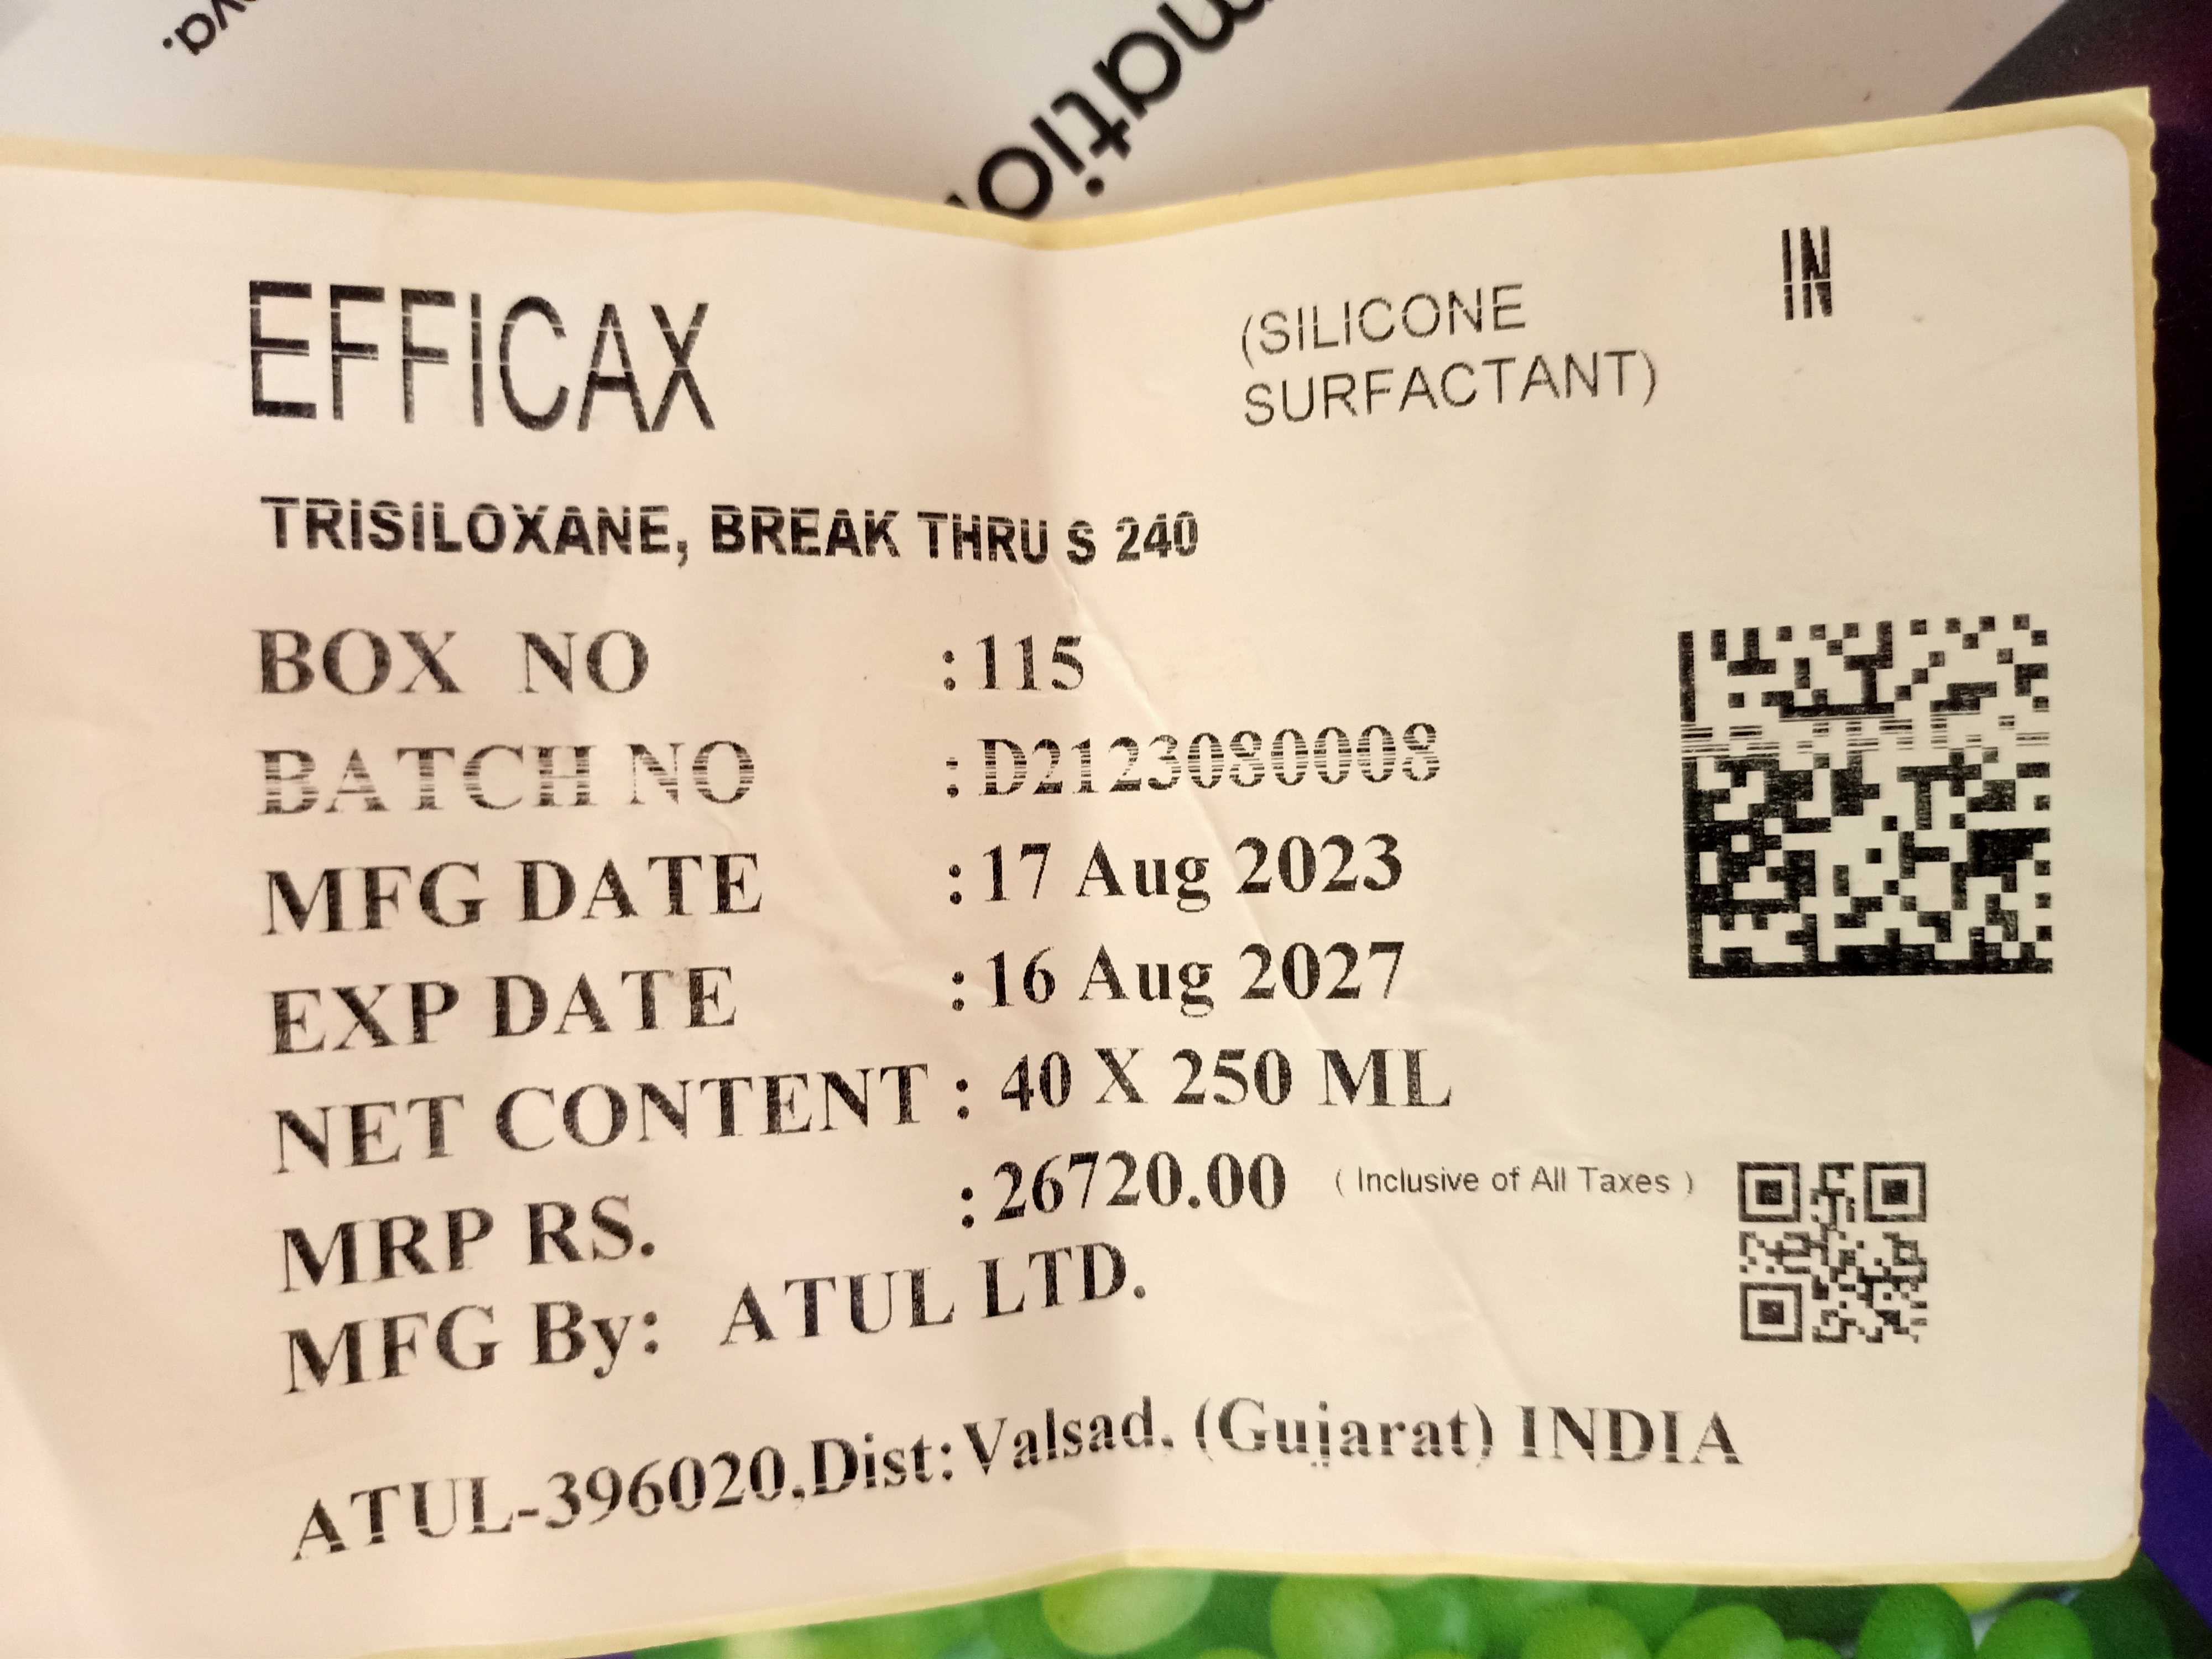 va.
mation
EFFICAX
(SILICONE
SURFACTANT)
IN
TRISILOXANE, BREAK THRU S 240
BOX NO : 115
BATCH NO : D2123080008
MFG DATE : 17 Aug 2023
EXP DATE : 16 Aug 2027
NET CONTENT : 40 X 250 ML
MRP RS. : 26720.00 ( Inclusive of All Taxes )
MFG By: ATUL LTD.
ATUL-396020,Dist:Valsad. (Gujarat) INDIA